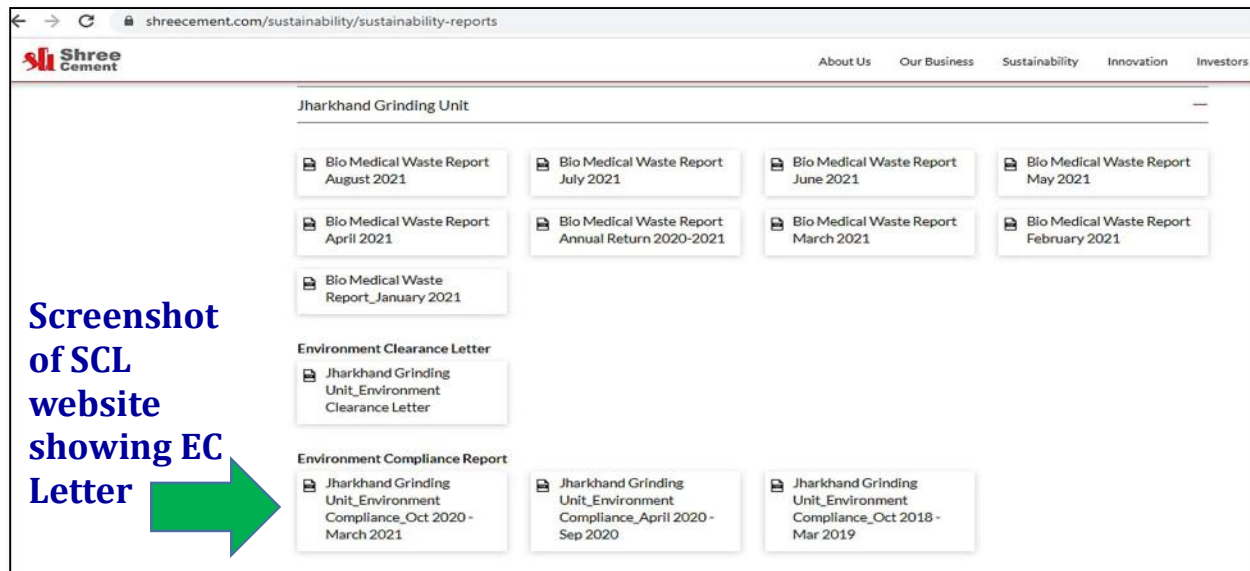 shreecement.com/sustainability/sustainability-reports
Shree
Cement
About Us Our Business Sustainability Innovation Investors
Jharkhand Grinding Unit
Bio Medical Waste Report
August 2021
Bio Medical Waste Report
July 2021
Bio Medical Waste Report
June 2021
Bio Medical Waste Report
May 2021
Bio Medical Waste Report
April 2021
Bio Medical Waste Report
Annual Return 2020-2021
Bio Medical Waste Report
March 2021
Bio Medical Waste Report
February 2021
Bio Medical Waste
Report_January 2021
Screenshot
of SCL
website
showing EC
Letter
Environment Clearance Letter
Jharkhand Grinding
Unit_Environment
Clearance Letter
Environment Compliance Report
Jharkhand Grinding
Unit_Environment
Compliance_Oct 2020 -
March 2021
Jharkhand Grinding
Unit_Environment
Compliance_April 2020 -
Sep 2020
Jharkhand Grinding
Unit_Environment
Compliance_Oct 2018 -
Mar 2019